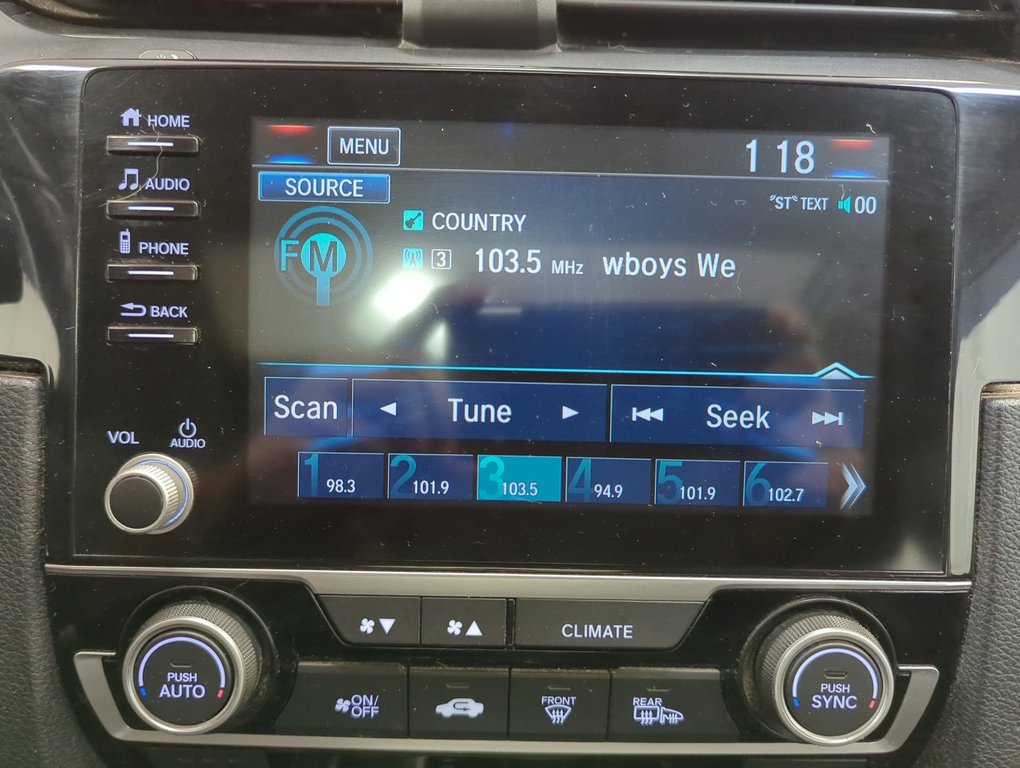 HOME
AUDIO
PHONE
BACK
VOL AUDIO
MENU
1 18
SOURCE
"ST" TEXT 00
FM
COUNTRY
3 103.5 MHz wboys We
Scan
Tune
Seek
1 98.3
2 101.9
3 103.5
4 94.9
5 101.9
6 102.7
CLIMATE
PUSH
AUTO
ON/
OFF
FRONT
REAR
PUSH
SYNC